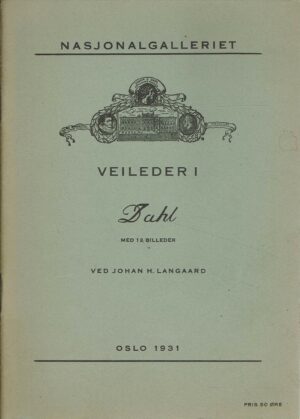 NASJONALGALLERIET
VEILEDER I
Dahl
MED 12 BILLEDER
VED JOHAN H. LANGAARD
OSLO 1931
PRIS 50 ØRE